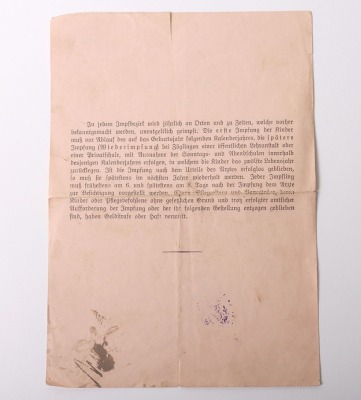 In jedem Impfbezirk wird jährlich an Orten und zu Zeiten, welche vorher
bekanntgemacht werden, unentgeltlich geimpft. Die erste Impfung der Kinder
muß vor Ablauf des auf das Geburtsjahr folgenden Kalenderjahres, die spätere
Impfung (Wiederimpfung) bei Zöglingen einer öffentlichen Lehranstalt oder
einer Privatschule, mit Ausnahme der Sonntags- und Abendschulen innerhalb
desjenigen Kalenderjahres erfolgen, in welchem die Kinder das zwölfte Lebensjahr
zurücklegen. Ist die Impfung nach dem Urteile des Arztes erfolglos geblieben,
so muß sie spätestens im nächsten Jahre wiederholt werden. Jeder Impfling
muß frühestens am 6. und spätestens am 8. Tage nach der Impfung dem Arzte
zur Besichtigung vorgestellt werden. Eltern, Pflegeeltern und Vormünder, deren
Kinder oder Pflegebefohlene ohne gesetzlichen Grund und trotz erfolgter amtlicher
Aufforderung der Impfung oder der ihr folgenden Gestellung entzogen geblieben
sind, haben Geldstrafe oder Haft verwirkt.